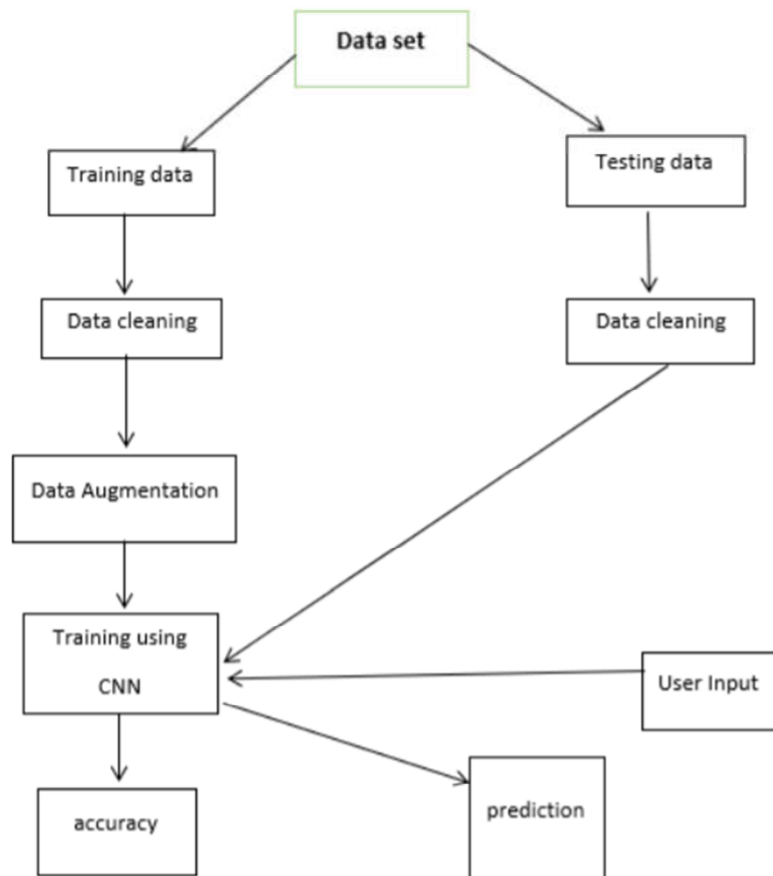 Data set
Training data
Testing data
Data cleaning
Data cleaning
Data Augmentation
Training using
CNN
User Input
accuracy
prediction